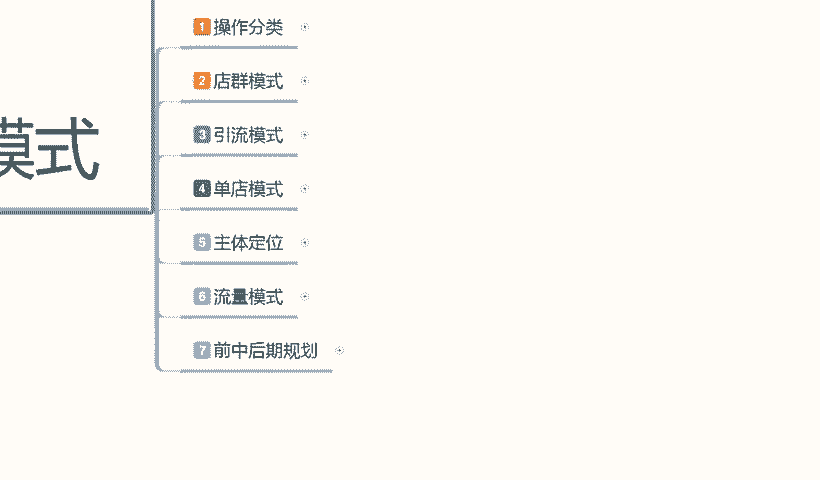 1 操作分类
2 店群模式
3 引流模式
模式
4 单店模式
5 主体定位
6 流量模式
7 前中后期规划